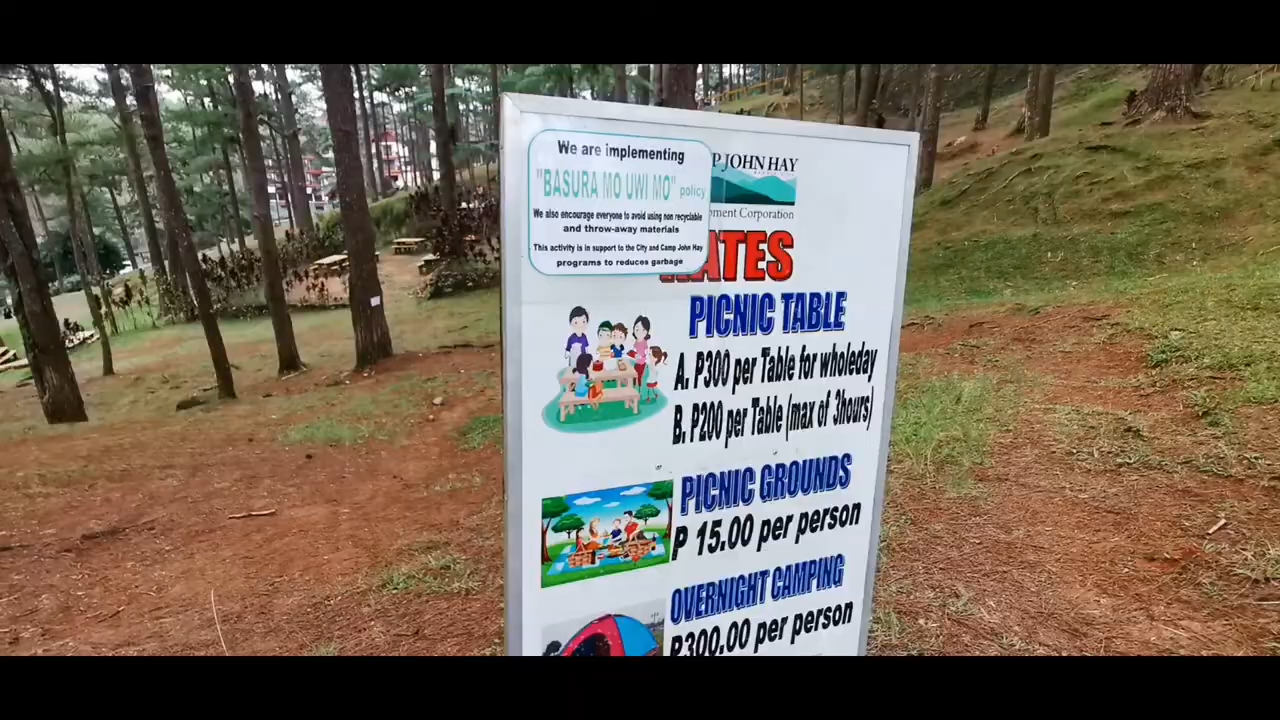 We are implementing
"BASURA MO UWI MO" policy
We also encourage everyone to avoid using non recyclable
and throw-away materials
This activity is in support to the City and Camp John Hay
programs to reduces garbage
P JOHN HAY
ment Corporation
RATES
PICNIC TABLE
A. P300 per Table for wholeday
B. P200 per Table (max of 3hours)
PICNIC GROUNDS
P 15.00 per person
OVERNIGHT CAMPING
P300.00 per person